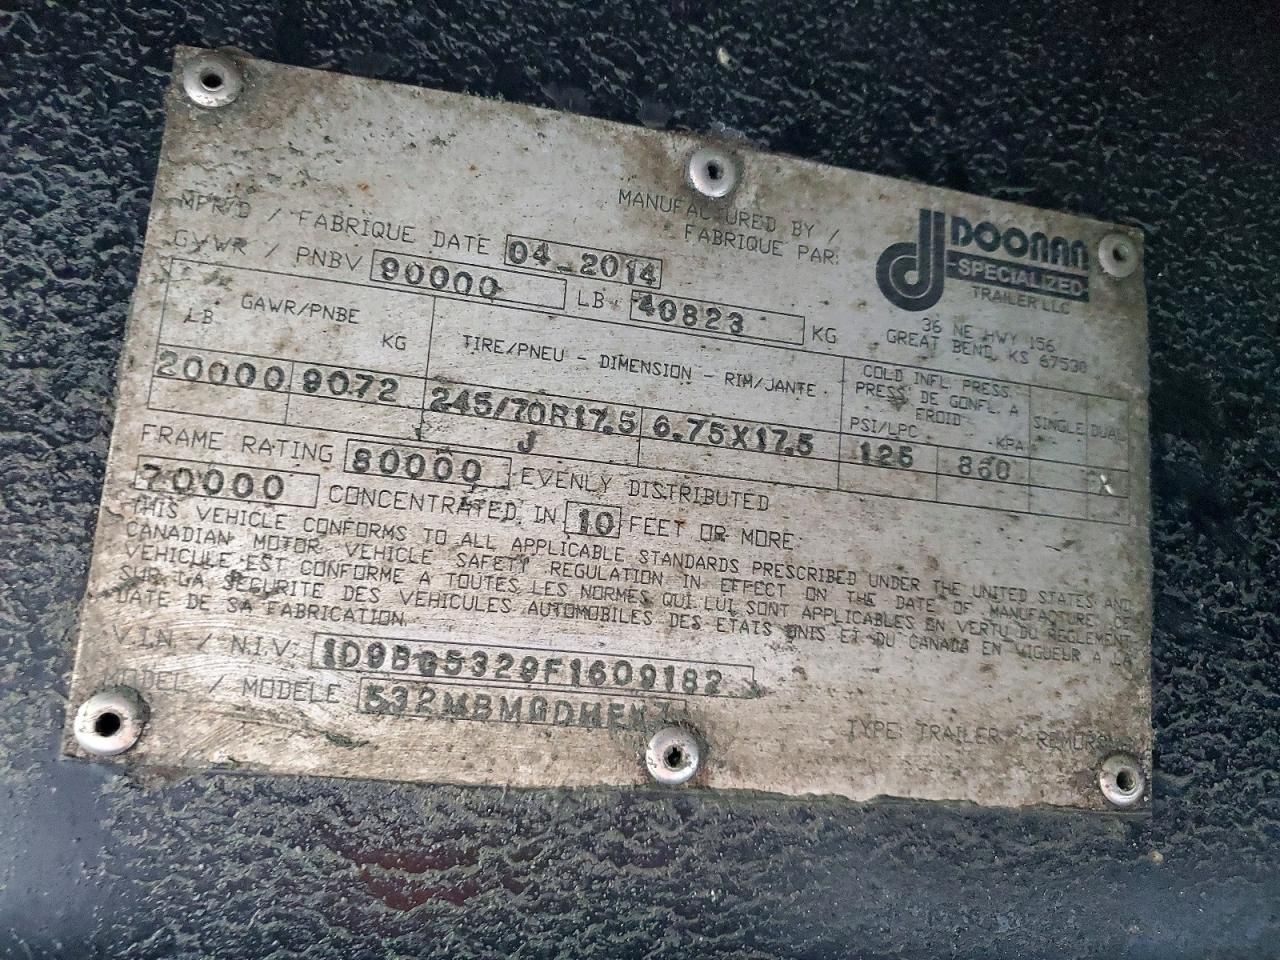 MANUFACTURED BY /
FABRIQUE PAR:
DOONAN
SPECIALIZED
TRAILER LLC
36 NE HWY 156
GREAT BEND, KS 67530
MFR/D / FABRIQUE DATE 04-2014
GVWR / PNBV 90000 LB 40823 KG
GAWR/PNBE
LB KG
TIRE/PNEU - DIMENSION - RIM/JANTE
COLD INFL. PRESS.
PRESS. DE GONFL. A
FROID
PSI/LPC KPA SINGLE DUAL
20000 9072 245/70R17.5 6.75X17.5 125 860 X
J
FRAME RATING 80000 EVENLY DISTRIBUTED
70000 CONCENTRATED IN 10 FEET OR MORE
THIS VEHICLE CONFORMS TO ALL APPLICABLE STANDARDS PRESCRIBED UNDER THE UNITED STATES AND
CANADIAN MOTOR VEHICLE SAFETY REGULATION IN EFFECT ON THE DATE OF MANUFACTURE. CE
VEHICULE EST CONFORME A TOUTES LES NORMES QUI LUI SONT APPLICABLES EN VERTU DU REGLEMENT
SUR LA SECURITE DES VEHICULES AUTOMOBILES DES ETATS UNIS ET DU CANADA EN VIGUEUR A LA
DATE DE SA FABRICATION.
V.I.N. / N.I.V.: 1D9BG5329F1609182
MODEL / MODELE
TYPE: TRAILER